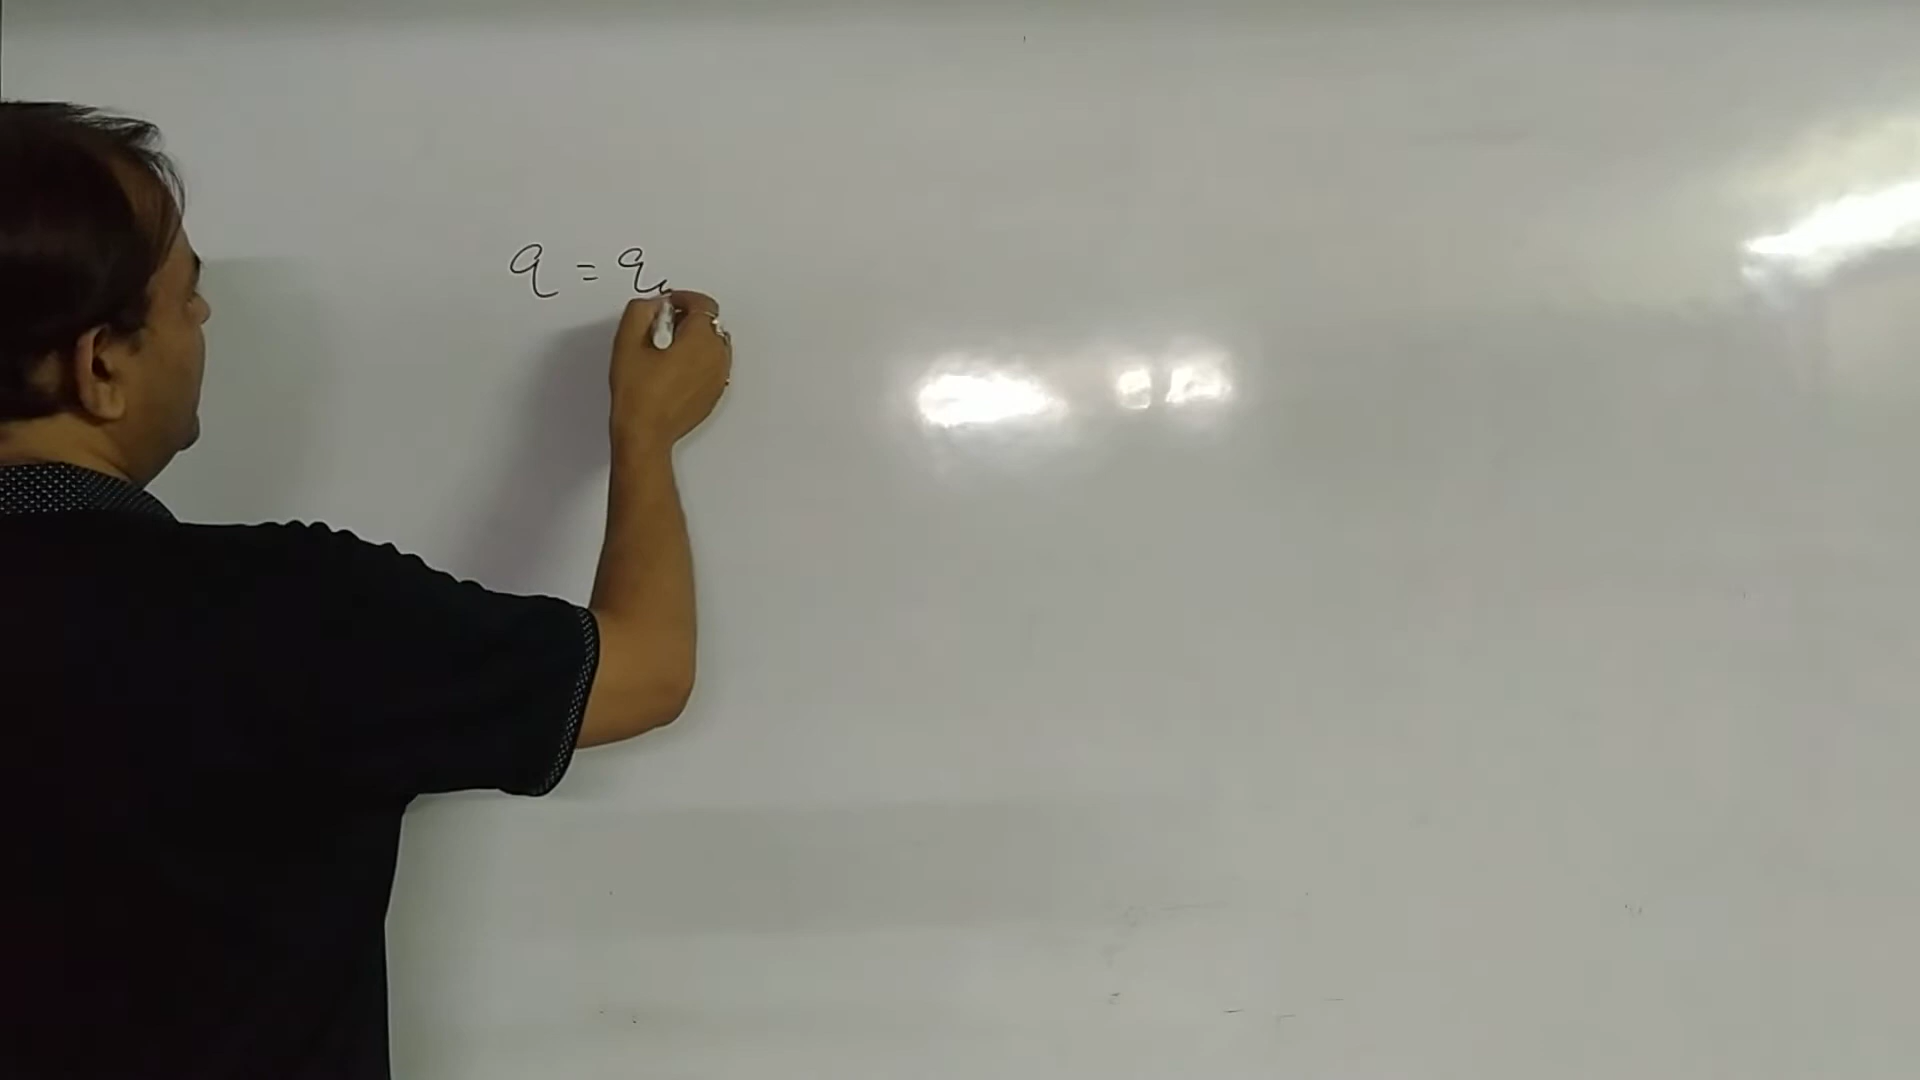 q = q